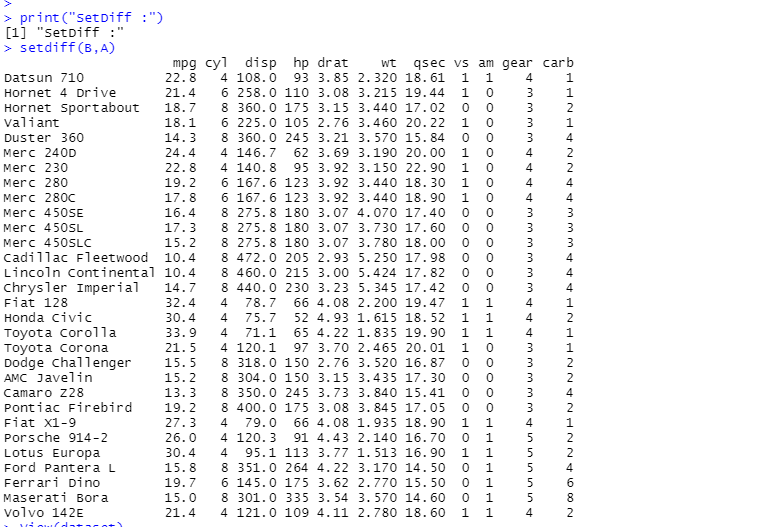 >
> print("SetDiff :")
[1] "SetDiff :"
> setdiff(B,A)
                     mpg cyl  disp  hp drat    wt  qsec vs am gear carb
Datsun 710          22.8   4 108.0  93 3.85 2.320 18.61  1  1    4    1
Hornet 4 Drive      21.4   6 258.0 110 3.08 3.215 19.44  1  0    3    1
Hornet Sportabout   18.7   8 360.0 175 3.15 3.440 17.02  0  0    3    2
Valiant             18.1   6 225.0 105 2.76 3.460 20.22  1  0    3    1
Duster 360          14.3   8 360.0 245 3.21 3.570 15.84  0  0    3    4
Merc 240D           24.4   4 146.7  62 3.69 3.190 20.00  1  0    4    2
Merc 230            22.8   4 140.8  95 3.92 3.150 22.90  1  0    4    2
Merc 280            19.2   6 167.6 123 3.92 3.440 18.30  1  0    4    4
Merc 280C           17.8   6 167.6 123 3.92 3.440 18.90  1  0    4    4
Merc 450SE          16.4   8 275.8 180 3.07 4.070 17.40  0  0    3    3
Merc 450SL          17.3   8 275.8 180 3.07 3.730 17.60  0  0    3    3
Merc 450SLC         15.2   8 275.8 180 3.07 3.780 18.00  0  0    3    3
Cadillac Fleetwood  10.4   8 472.0 205 2.93 5.250 17.98  0  0    3    4
Lincoln Continental 10.4   8 460.0 215 3.00 5.424 17.82  0  0    3    4
Chrysler Imperial   14.7   8 440.0 230 3.23 5.345 17.42  0  0    3    4
Fiat 128            32.4   4  78.7  66 4.08 2.200 19.47  1  1    4    1
Honda Civic         30.4   4  75.7  52 4.93 1.615 18.52  1  1    4    2
Toyota Corolla      33.9   4  71.1  65 4.22 1.835 19.90  1  1    4    1
Toyota Corona       21.5   4 120.1  97 3.70 2.465 20.01  1  0    3    1
Dodge Challenger    15.5   8 318.0 150 2.76 3.520 16.87  0  0    3    2
AMC Javelin         15.2   8 304.0 150 3.15 3.435 17.30  0  0    3    2
Camaro Z28          13.3   8 350.0 245 3.73 3.840 15.41  0  0    3    4
Pontiac Firebird    19.2   8 400.0 175 3.08 3.845 17.05  0  0    3    2
Fiat X1-9           27.3   4  79.0  66 4.08 1.935 18.90  1  1    4    1
Porsche 914-2       26.0   4 120.3  91 4.43 2.140 16.70  0  1    5    2
Lotus Europa        30.4   4  95.1 113 3.77 1.513 16.90  1  1    5    2
Ford Pantera L      15.8   8 351.0 264 4.22 3.170 14.50  0  1    5    4
Ferrari Dino        19.7   6 145.0 175 3.62 2.770 15.50  0  1    5    6
Maserati Bora       15.0   8 301.0 335 3.54 3.570 14.60  0  1    5    8
Volvo 142E          21.4   4 121.0 109 4.11 2.780 18.60  1  1    4    2
> View(dataset)